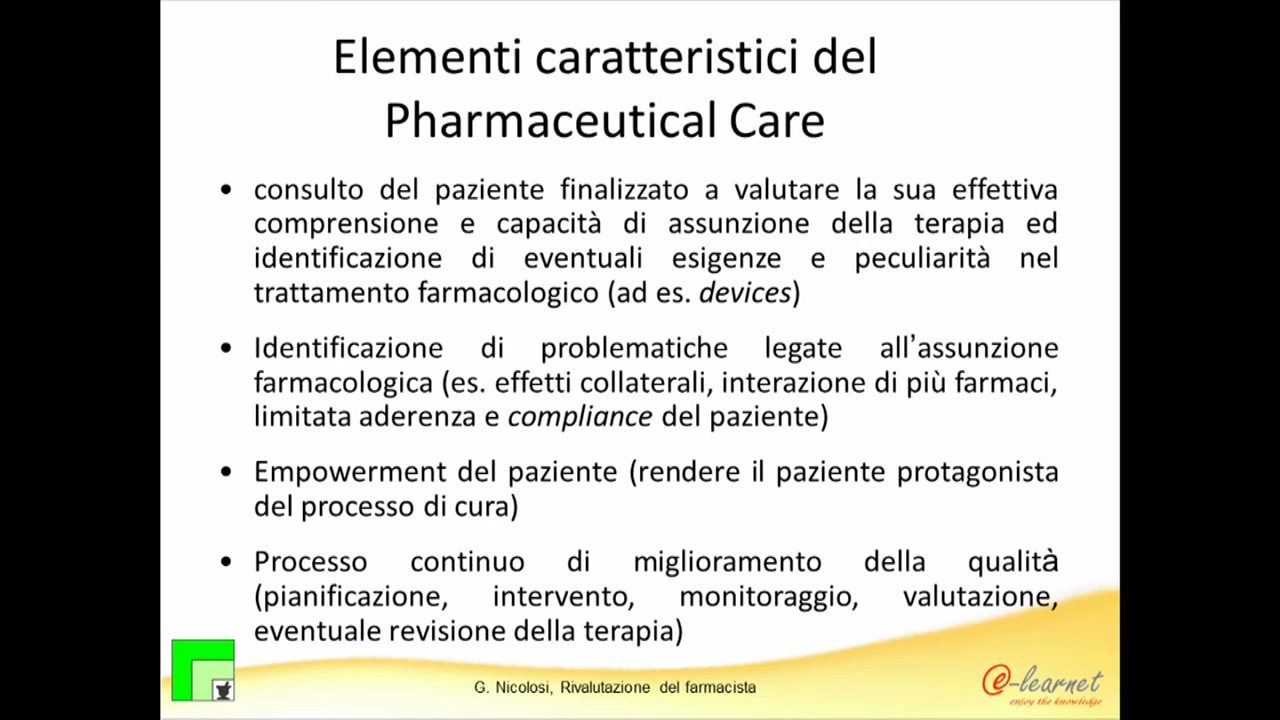 Elementi caratteristici del
Pharmaceutical Care
• consulto del paziente finalizzato a valutare la sua effettiva
comprensione e capacità di assunzione della terapia ed
identificazione di eventuali esigenze e peculiarità nel
trattamento farmacologico (ad es. devices)
• Identificazione di problematiche legate all’assunzione
farmacologica (es. effetti collaterali, interazione di più farmaci,
limitata aderenza e compliance del paziente)
• Empowerment del paziente (rendere il paziente protagonista
del processo di cura)
• Processo continuo di miglioramento della qualità
(pianificazione, intervento, monitoraggio, valutazione,
eventuale revisione della terapia)
G. Nicolosi, Rivalutazione del farmacista
@-learnet
enjoy the knowledge